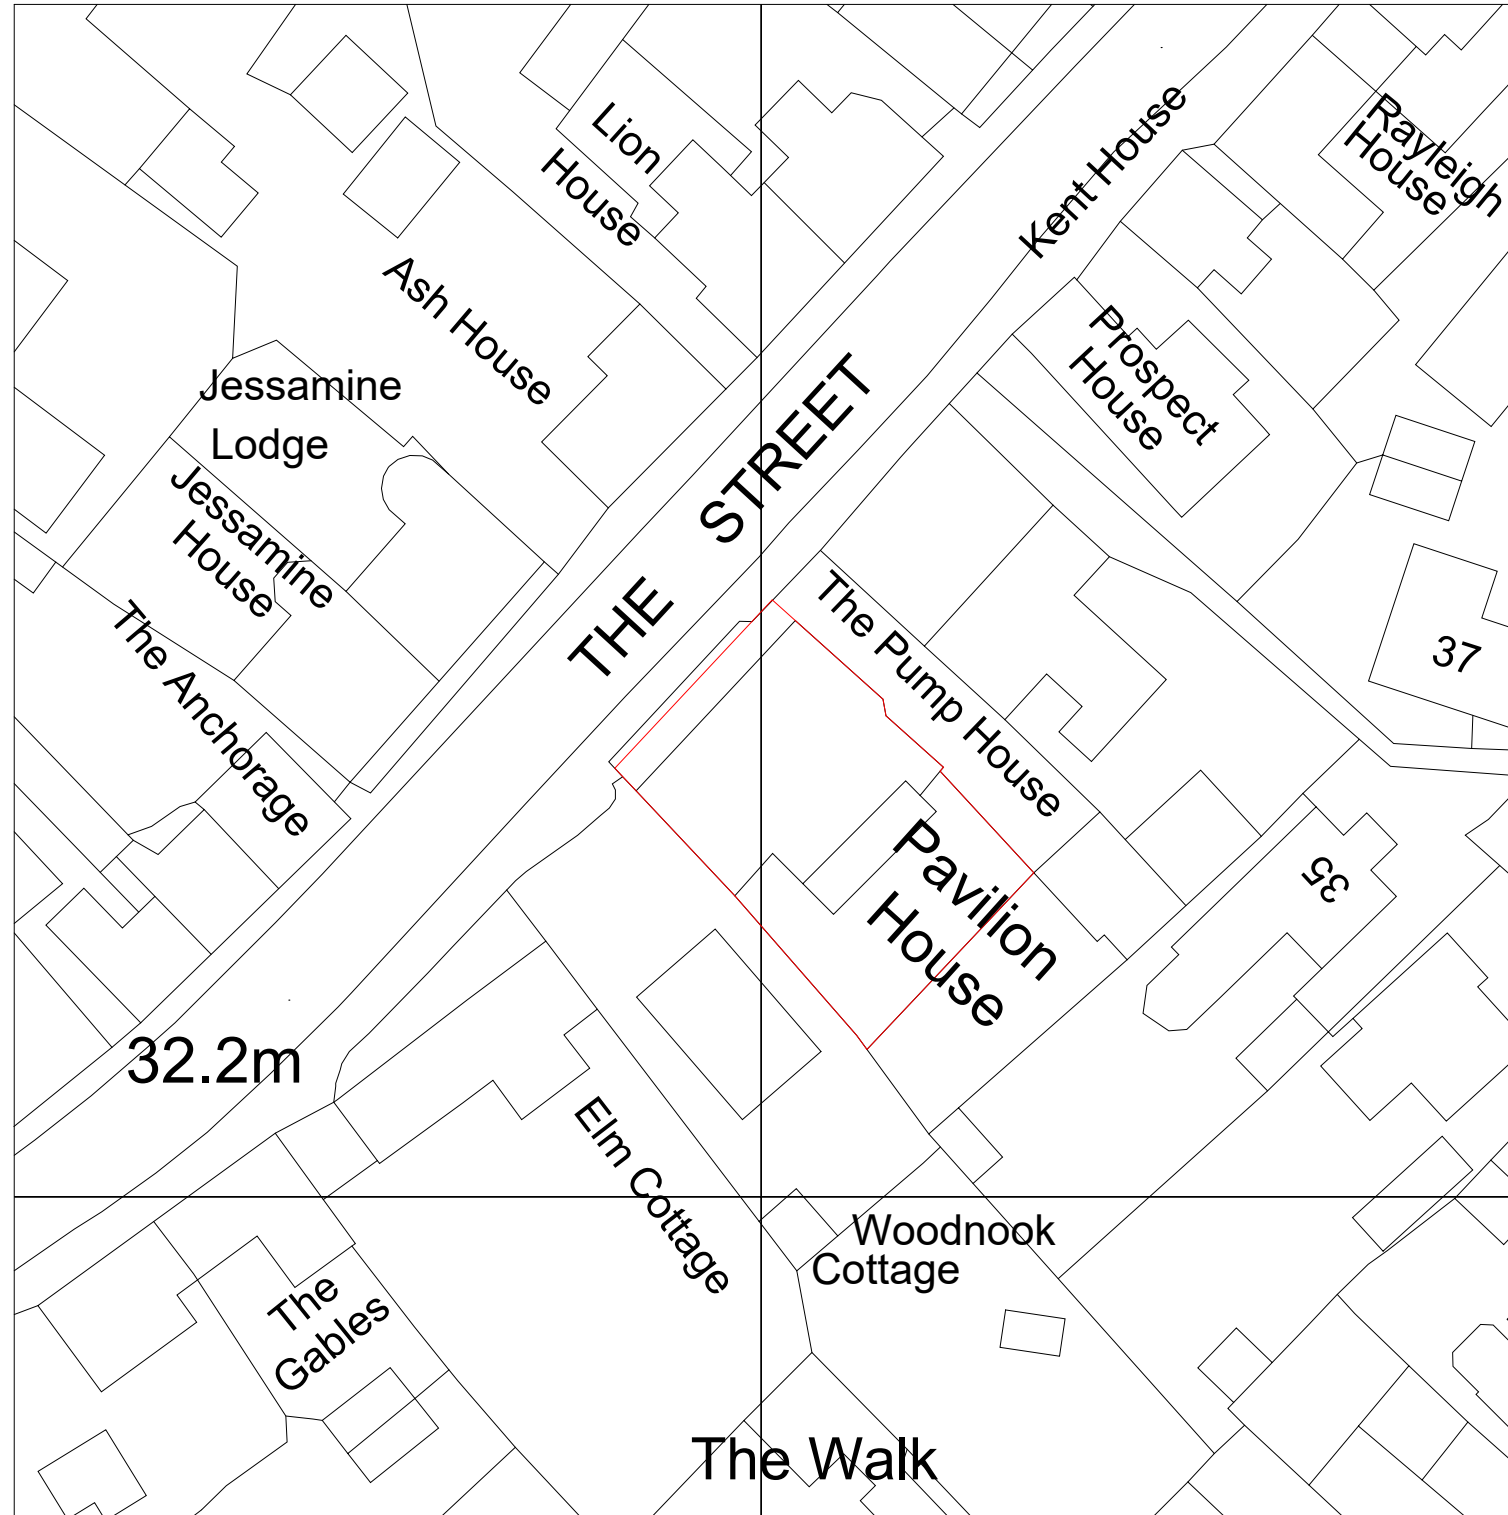 Lion
House
Kent House
Rayleigh
House
Ash House
Jessamine
Lodge
Prospect
House
THE STREET
Jessamine
House
The Anchorage
The Pump House
37
35
Pavilion
House
32.2m
Elm Cottage
Woodnook
Cottage
The
Gables
The Walk